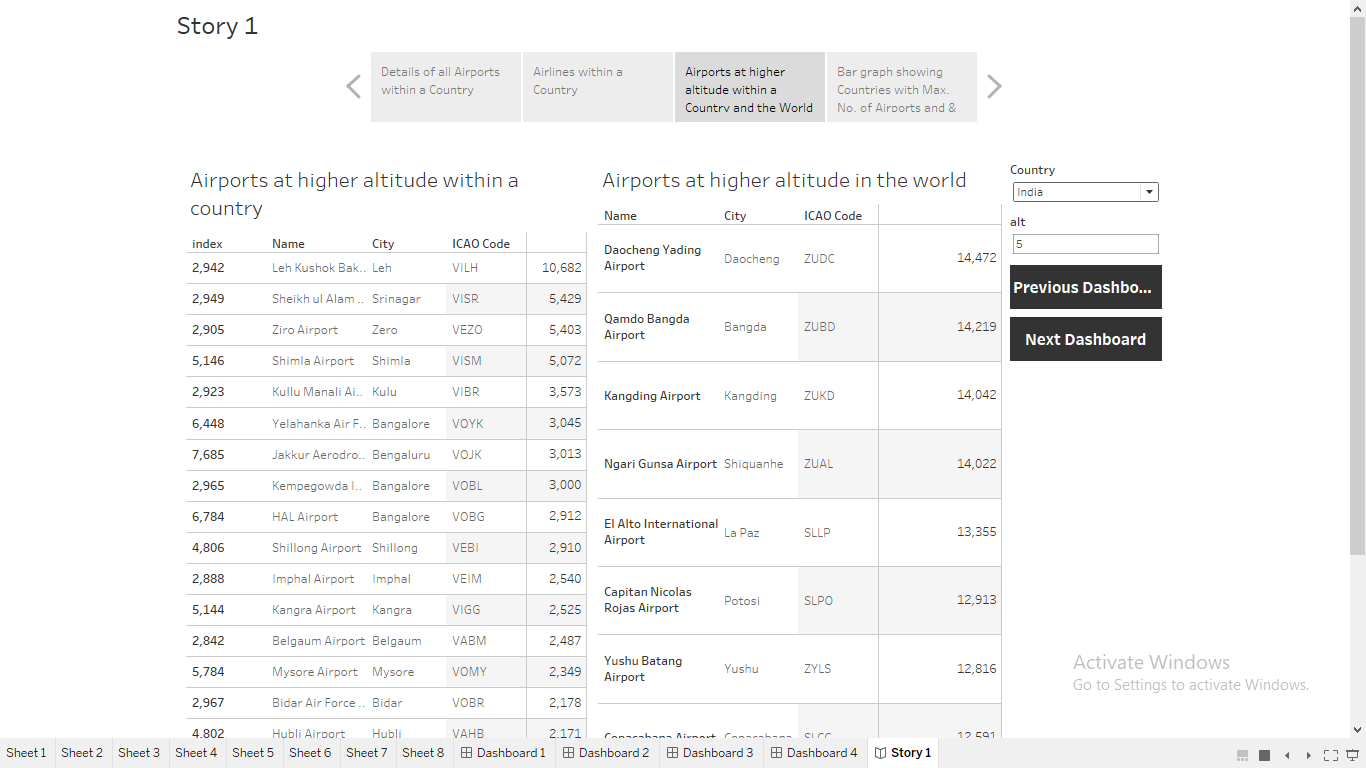 Story 1
Details of all Airports
within a Country
Airlines within a
Country
Airports at higher
altitude within a
Country and the World
Bar graph showing
Countries with Max.
No. of Airports and &
Airports at higher altitude within a
country
index Name City ICAO Code
2,942 Leh Kushok Bak.. Leh VILH 10,682
2,949 Sheikh ul Alam .. Srinagar VISR 5,429
2,905 Ziro Airport Zero VEZO 5,403
5,146 Shimla Airport Shimla VISM 5,072
2,923 Kullu Manali Ai.. Kulu VIBR 3,573
6,448 Yelahanka Air F.. Bangalore VOYK 3,045
7,685 Jakkur Aerodro.. Bengaluru VOJK 3,013
2,965 Kempegowda I.. Bangalore VOBL 3,000
6,784 HAL Airport Bangalore VOBG 2,912
4,806 Shillong Airport Shillong VEBI 2,910
2,888 Imphal Airport Imphal VEIM 2,540
5,144 Kangra Airport Kangra VIGG 2,525
2,842 Belgaum Airport Belgaum VABM 2,487
5,784 Mysore Airport Mysore VOMY 2,349
2,967 Bidar Air Force .. Bidar VOBR 2,178
4,802 Hubli Airport Hubli VAHB 2,171
Airports at higher altitude in the world
Name City ICAO Code
Daocheng Yading
Airport Daocheng ZUDC 14,472
Qamdo Bangda
Airport Bangda ZUBD 14,219
Kangding Airport Kangding ZUKD 14,042
Ngari Gunsa Airport Shiquanhe ZUAL 14,022
El Alto International
Airport La Paz SLLP 13,355
Capitan Nicolas
Rojas Airport Potosi SLPO 12,913
Yushu Batang
Airport Yushu ZYLS 12,816
Copacabana Airport Copacabana SLCC 12,591
Country
India
alt
5
Previous Dashbo...
Next Dashboard
Activate Windows
Go to Settings to activate Windows.
Sheet 1 Sheet 2 Sheet 3 Sheet 4 Sheet 5 Sheet 6 Sheet 7 Sheet 8 Dashboard 1 Dashboard 2 Dashboard 3 Dashboard 4 Story 1